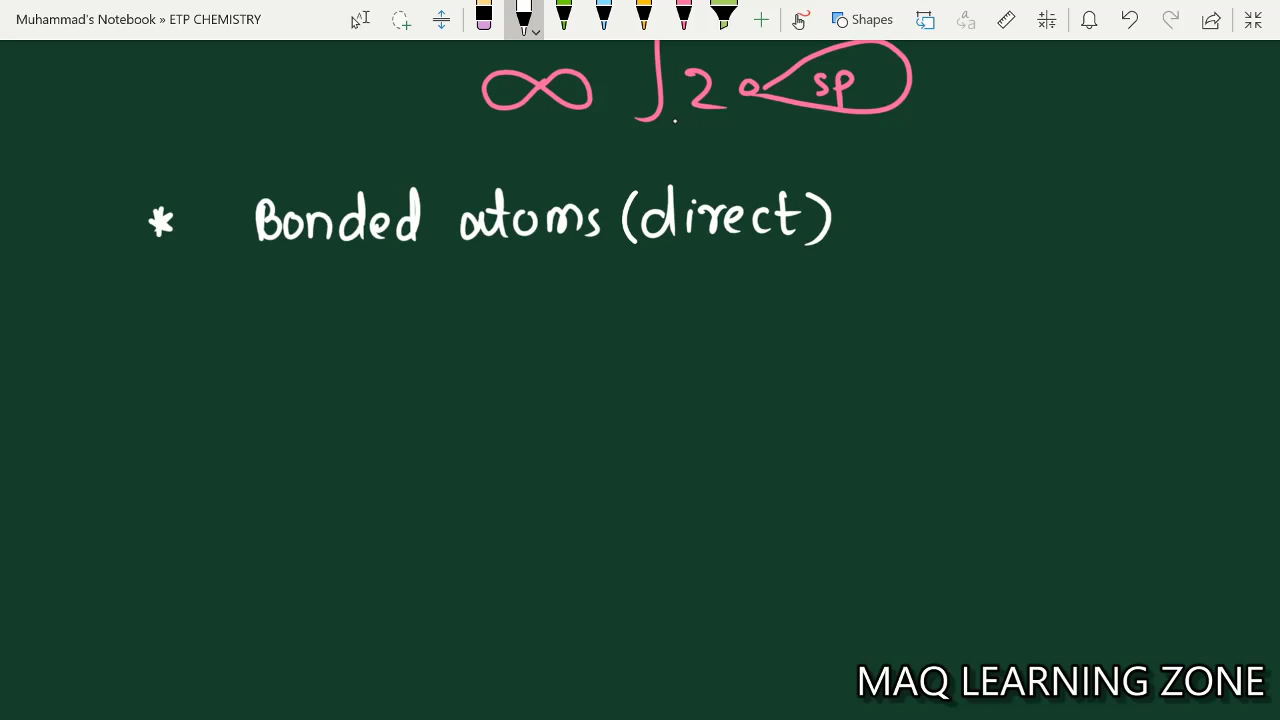 Muhammad's Notebook » ETP CHEMISTRY
Shapes
∞ ∫ 2 sp
* Bonded atoms (direct)
MAQ LEARNING ZONE